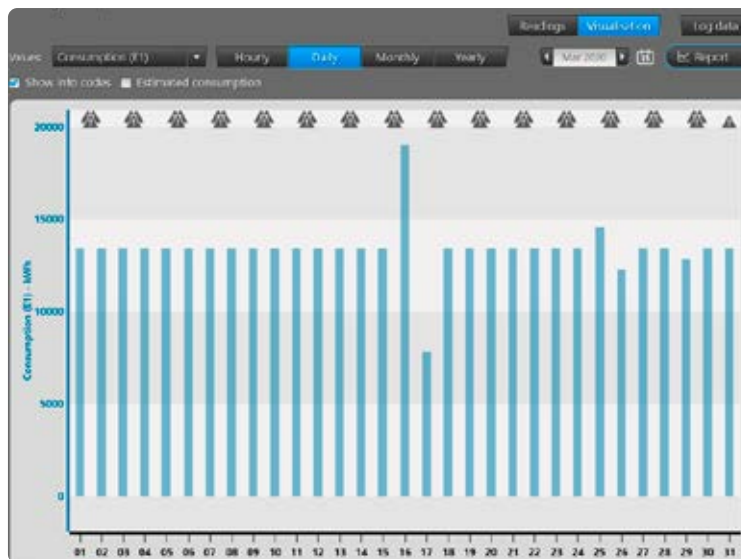 Readings Visualisation Log data
Values: Consumption (E1) Hourly Daily Monthly Yearly Mar 2020 Report
Show info codes Estimated consumption
20000
15000
10000
5000
0
Consumption (E1) - kWh
01 02 03 04 05 06 07 08 09 10 11 12 13 14 15 16 17 18 19 20 21 22 23 24 25 26 27 28 29 30 31